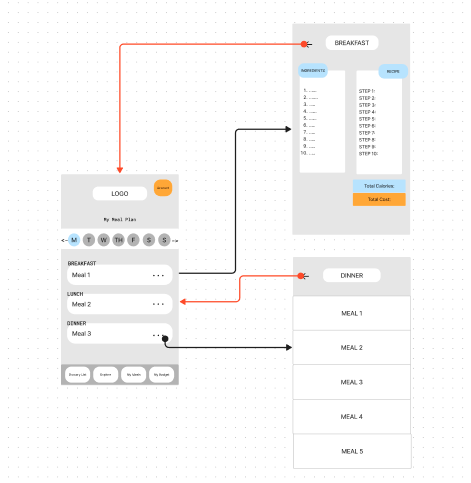 BREAKFAST
INGREDIENTS
RECIPE
1. ......
2. ......
3. ......
4. ......
5. ......
6. .....
7. ......
8. ......
9. ......
10. .....
STEP 1:
STEP 2:
STEP 3:
STEP 4:
STEP 5:
STEP 6:
STEP 7:
STEP 8:
STEP 9:
STEP 10:
Total Calories:
Total Cost:
LOGO
My Meal Plan
<- M T W TH F S S ->
BREAKFAST
Meal 1 ...
LUNCH
Meal 2 ...
DINNER
Meal 3 ...
Grocery List Explore My Meals My Budget
DINNER
MEAL 1
MEAL 2
MEAL 3
MEAL 4
MEAL 5